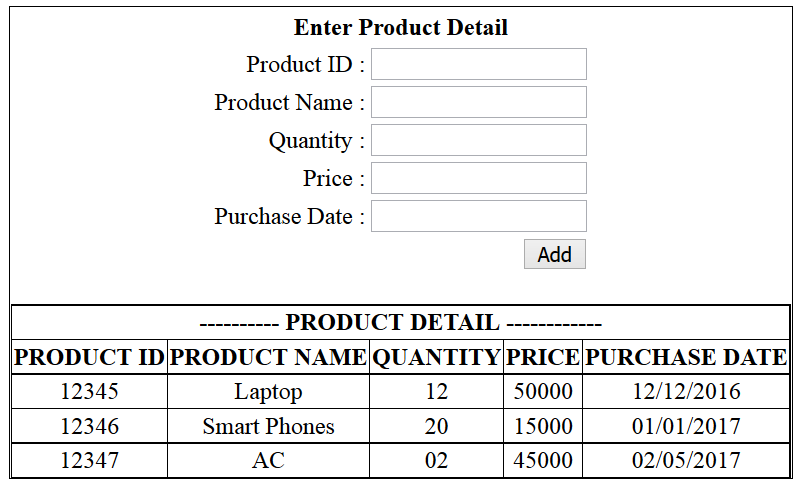 Enter Product Detail
Product ID :
Product Name :
Quantity :
Price :
Purchase Date :
Add
---------- PRODUCT DETAIL ------------
PRODUCT ID PRODUCT NAME QUANTITY PRICE PURCHASE DATE
12345 Laptop 12 50000 12/12/2016
12346 Smart Phones 20 15000 01/01/2017
12347 AC 02 45000 02/05/2017